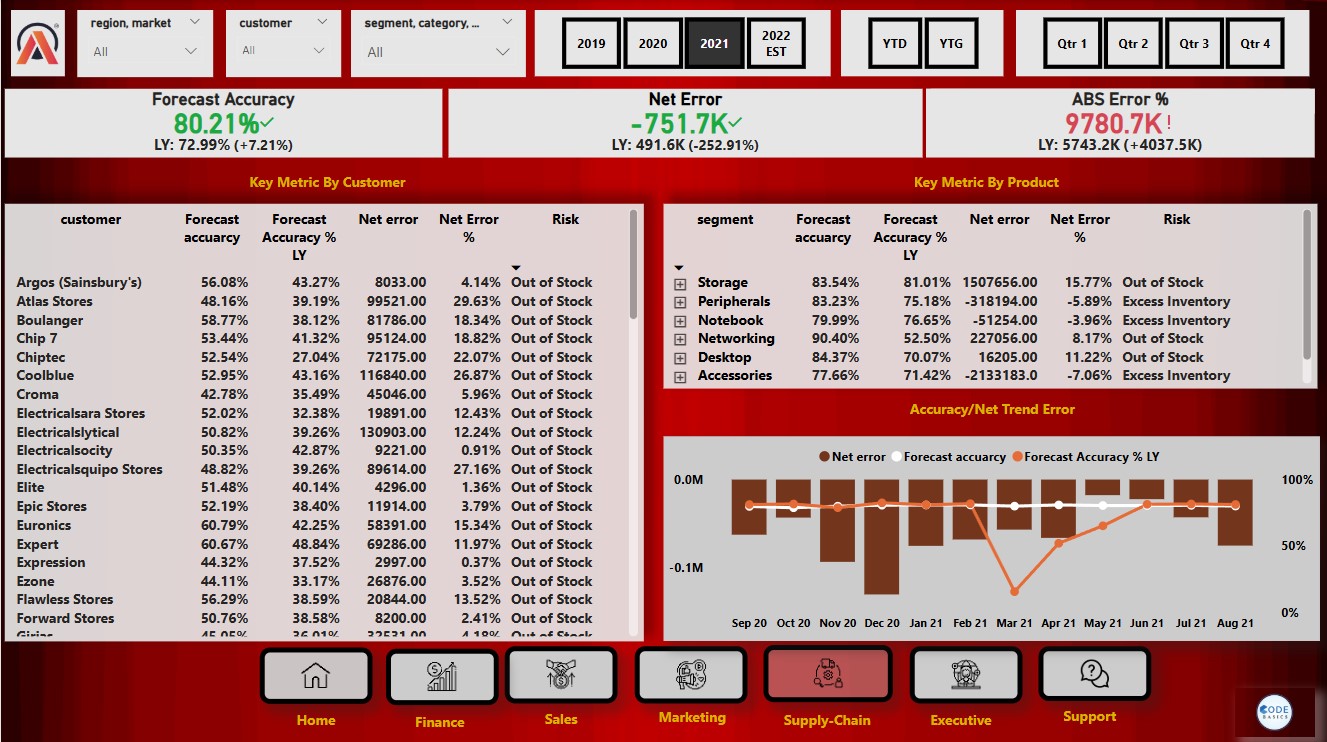 region, market
All
customer
All
segment, category, ...
All
2019
2020
2021
2022
EST
YTD
YTG
Qtr 1
Qtr 2
Qtr 3
Qtr 4
Forecast Accuracy
80.21%
LY: 72.99% (+7.21%)
Net Error
-751.7K
LY: 491.6K (-252.91%)
ABS Error %
9780.7K!
LY: 5743.2K (+4037.5K)
Key Metric By Customer
customer Forecast accuarcy Forecast Accuracy % LY Net error Net Error % Risk
Argos (Sainsbury's) 56.08% 43.27% 8033.00 4.14% Out of Stock
Atlas Stores 48.16% 39.19% 99521.00 29.63% Out of Stock
Boulanger 58.77% 38.12% 81786.00 18.34% Out of Stock
Chip 7 53.44% 41.32% 95124.00 18.82% Out of Stock
Chiptec 52.54% 27.04% 72175.00 22.07% Out of Stock
Coolblue 52.95% 43.16% 116840.00 26.87% Out of Stock
Croma 42.78% 35.49% 45046.00 5.96% Out of Stock
Electricalsara Stores 52.02% 32.38% 19891.00 12.43% Out of Stock
Electricalslytical 50.82% 39.26% 130903.00 12.24% Out of Stock
Electricalsocity 50.35% 42.87% 9221.00 0.91% Out of Stock
Electricalsquipo Stores 48.82% 39.26% 89614.00 27.16% Out of Stock
Elite 51.48% 40.14% 4296.00 1.36% Out of Stock
Epic Stores 52.19% 38.40% 11914.00 3.79% Out of Stock
Euronics 60.79% 42.25% 58391.00 15.34% Out of Stock
Expert 60.67% 48.84% 69286.00 11.97% Out of Stock
Expression 44.32% 37.52% 2997.00 0.37% Out of Stock
Ezone 44.11% 33.17% 26876.00 3.52% Out of Stock
Flawless Stores 56.29% 38.59% 20844.00 13.52% Out of Stock
Forward Stores 50.76% 38.58% 8200.00 2.41% Out of Stock
Girias 45.05% 36.01% 32531.00 4.18% Out of Stock
Key Metric By Product
segment Forecast accuarcy Forecast Accuracy % LY Net error Net Error % Risk
Storage 83.54% 81.01% 1507656.00 15.77% Out of Stock
Peripherals 83.23% 75.18% -318194.00 -5.89% Excess Inventory
Notebook 79.99% 76.65% -51254.00 -3.96% Excess Inventory
Networking 90.40% 52.50% 227056.00 8.17% Out of Stock
Desktop 84.37% 70.07% 16205.00 11.22% Out of Stock
Accessories 77.66% 71.42% -2133183.0 -7.06% Excess Inventory
Accuracy/Net Trend Error
Net error Forecast accuarcy Forecast Accuracy % LY
0.0M
-0.1M
100%
50%
0%
Sep 20 Oct 20 Nov 20 Dec 20 Jan 21 Feb 21 Mar 21 Apr 21 May 21 Jun 21 Jul 21 Aug 21
Home
Finance
Sales
Marketing
Supply-Chain
Executive
Support
CODE
BASICS